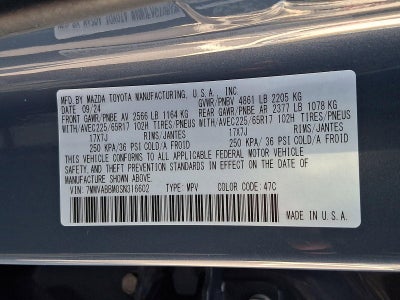 MFD. BY MAZDA TOYOTA MANUFACTURING, U.S.A., INC.
DATE: 09/24 GVWR/PNBV 4861 LB 2205 KG
FRONT GAWR/PNBE AV 2566 LB 1164 KG REAR GAWR/PNBE AR 2377 LB 1078 KG
WITH/AVEC225/65R17 102H TIRES/PNEUS WITH/AVEC225/65R17 102H TIRES/PNEUS
17X7J RIMS/JANTES 17X7J RIMS/JANTES
250 KPA/ 36 PSI COLD/A FROID 250 KPA/ 36 PSI COLD/A FROID
THIS VEHICLE CONFORMS TO ALL APPLICABLE FEDERAL MOTOR VEHICLE
SAFETY, AND THEFT PREVENTION STANDARDS IN EFFECT ON THE DATE OF
MANUFACTURE SHOWN ABOVE.
VIN: 7MMVABBM0SN316602 TYPE: MPV COLOR CODE: 47C
MADE IN U.S.A.